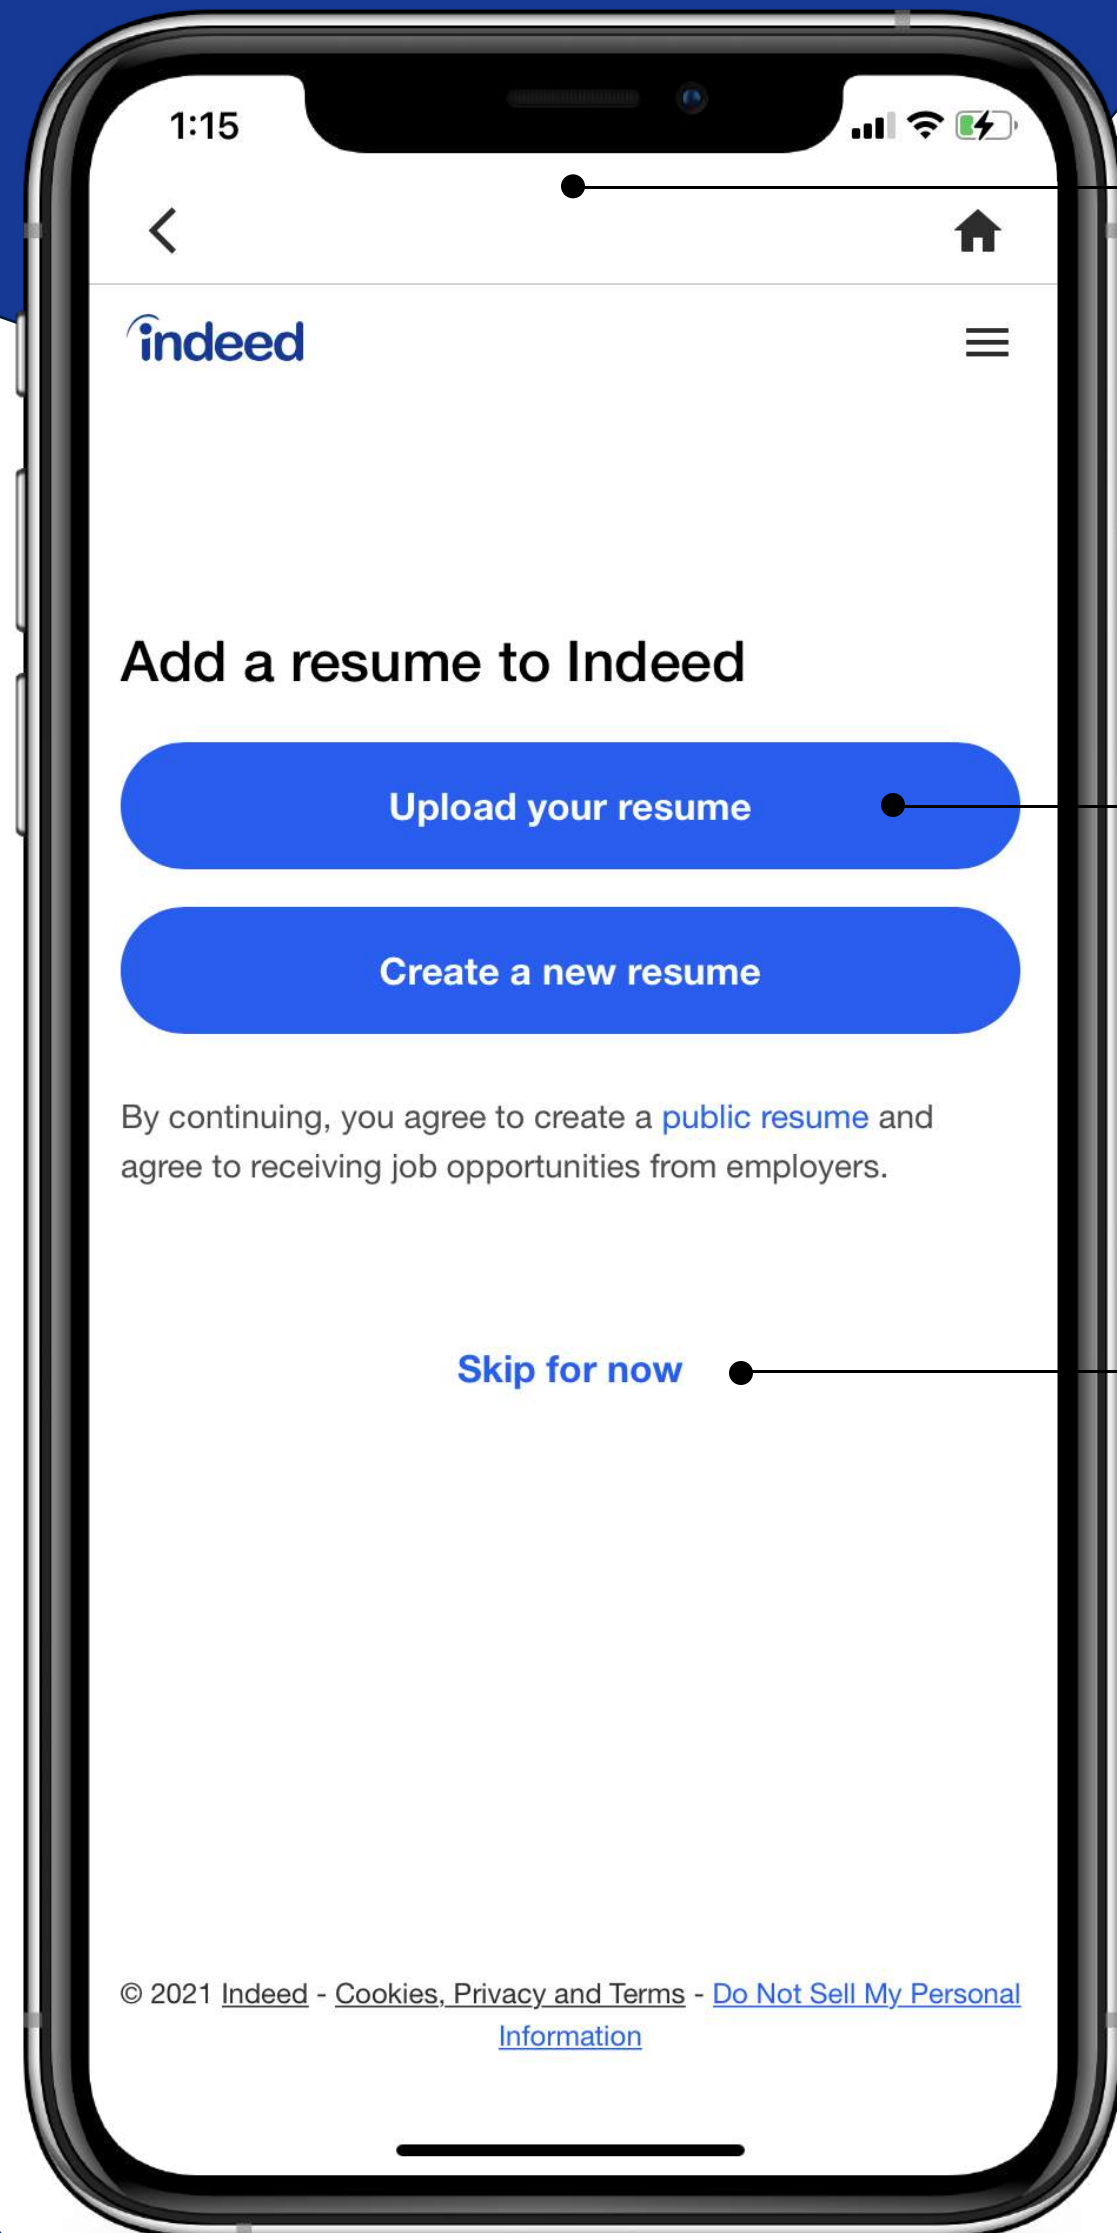 1:15
indeed
Add a resume to Indeed
Upload your resume
Create a new resume
By continuing, you agree to create a public resume and
agree to receiving job opportunities from employers.
Skip for now
© 2021 Indeed - Cookies, Privacy and Terms - Do Not Sell My Personal
Information